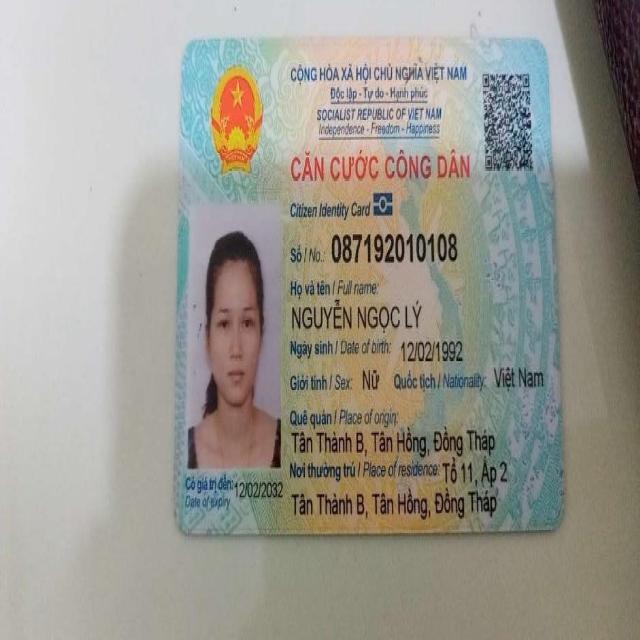 CỘNG HÒA XÃ HỘI CHỦ NGHĨA VIỆT NAM
Độc lập - Tự do - Hạnh phúc
SOCIALIST REPUBLIC OF VIET NAM
Independence - Freedom - Happiness
CĂN CƯỚC CÔNG DÂN
Citizen Identity Card
Số / No.: 087192010108
Họ và tên / Full name:
NGUYỄN NGỌC LÝ
Ngày sinh / Date of birth: 12/02/1992
Giới tính / Sex: Nữ Quốc tịch / Nationality: Việt Nam
Quê quán / Place of origin:
Tân Thành B, Tân Hồng, Đồng Tháp
Nơi thường trú / Place of residence: Tổ 11, Ấp 2
Tân Thành B, Tân Hồng, Đồng Tháp
Có giá trị đến: 12/02/2032
Date of expiry